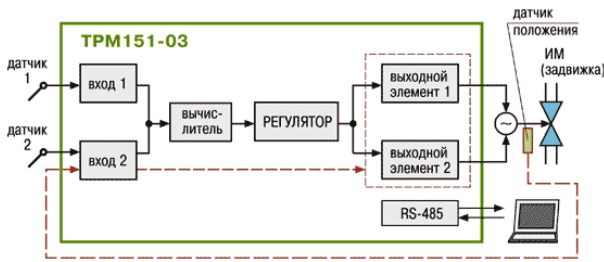 датчик
положения
ТРМ151-03
ИМ
(задвижка)
датчик
1
вход 1
выходной
элемент 1
вычис-
литель
РЕГУЛЯТОР
~
датчик
2
вход 2
выходной
элемент 2
RS-485